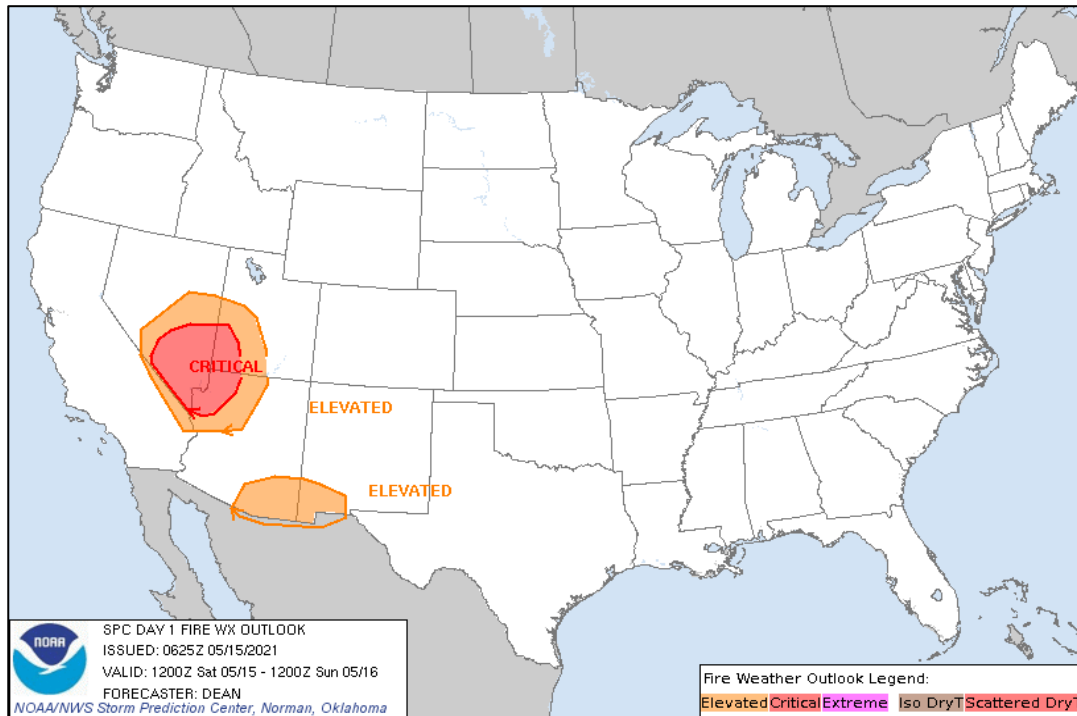 CRITICAL
ELEVATED
ELEVATED
NOAA
SPC DAY 1 FIRE WX OUTLOOK
ISSUED: 0625Z 05/15/2021
VALID: 1200Z Sat 05/15 - 1200Z Sun 05/16
FORECASTER: DEAN
NOAA/NWS Storm Prediction Center, Norman, Oklahoma
Fire Weather Outlook Legend:
Elevated Critical Extreme Iso DryT Scattered DryT